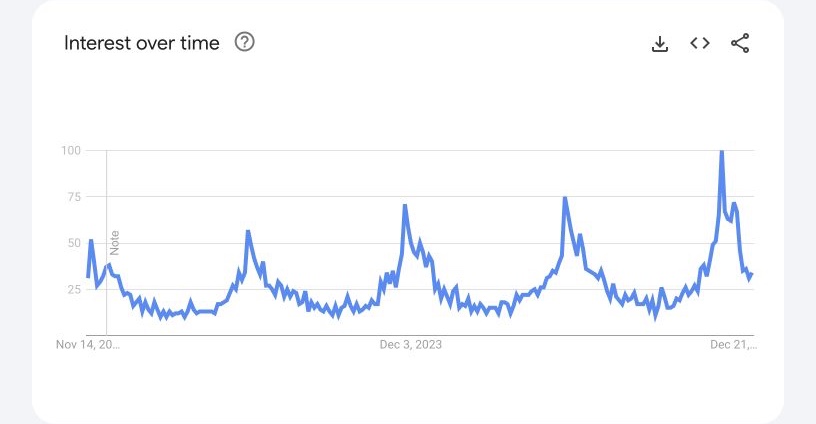 Interest over time
100
75
50
25
Note
Nov 14, 20...
Dec 3, 2023
Dec 21,...